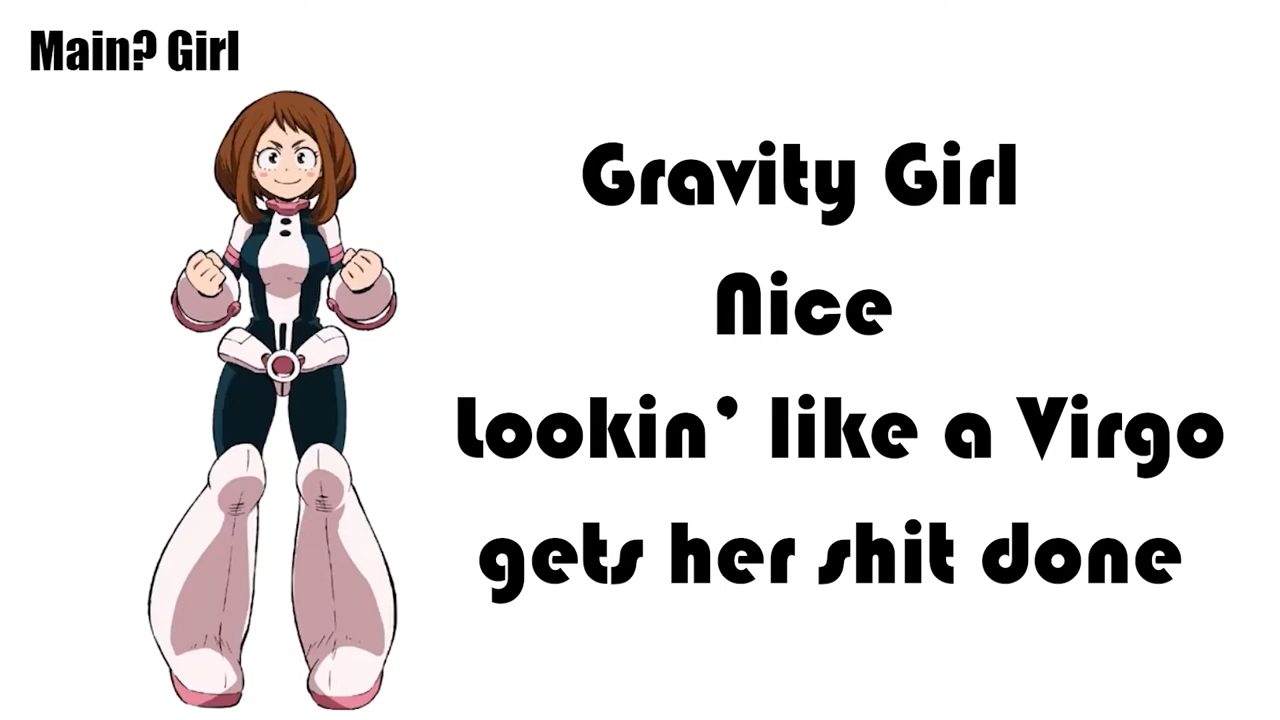 Main? Girl
Gravity Girl
Nice
Lookin’ like a Virgo
gets her shit done